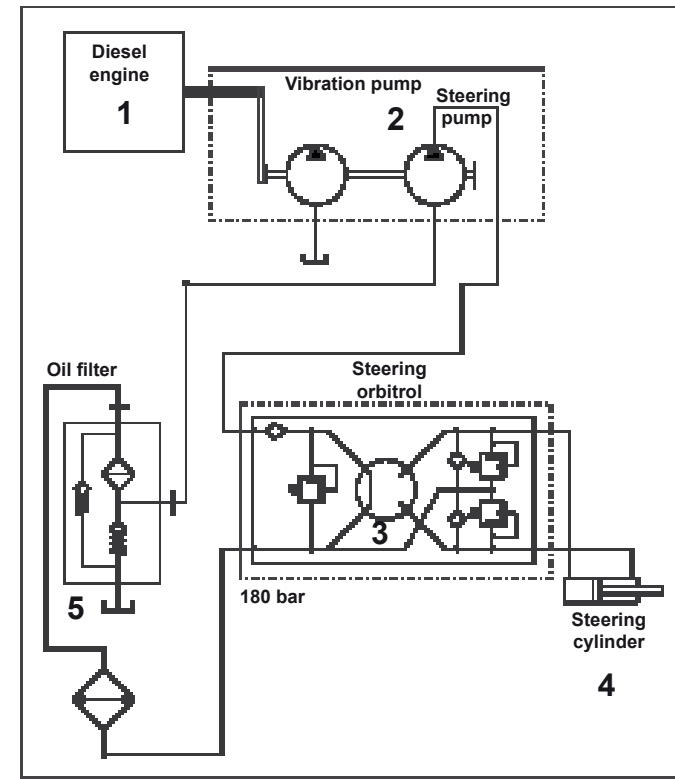 Diesel
engine
1
Vibration pump
2
Steering
pump
Oil filter
Steering
orbitrol
3
5
180 bar
Steering
cylinder
4